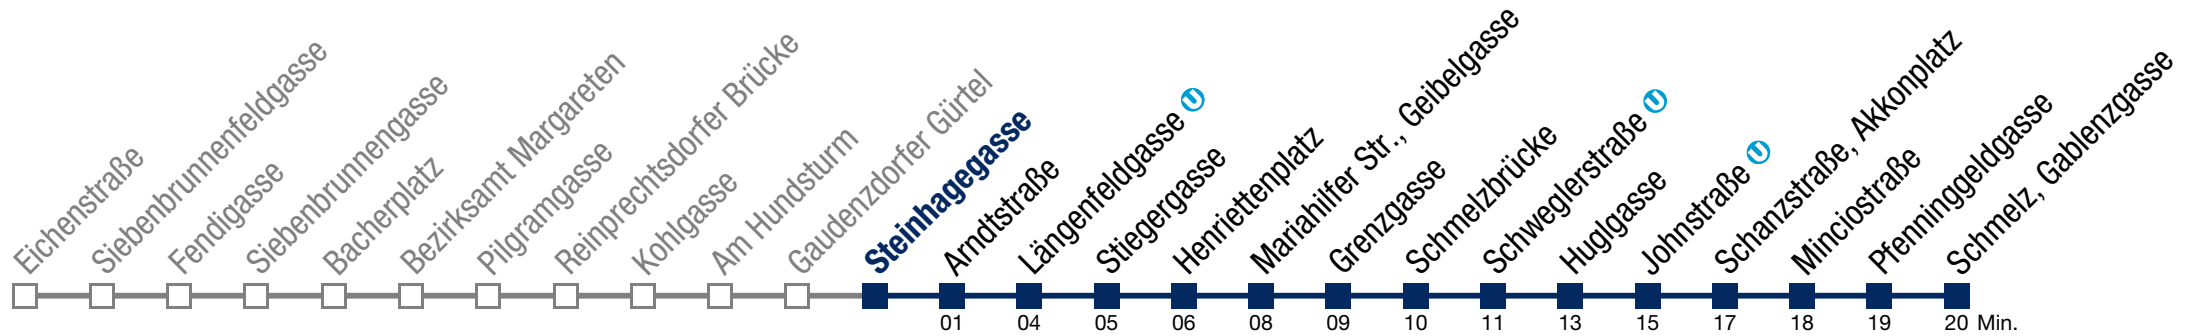 Eichenstraße
Siebenbrunnenfeldgasse
Fendigasse
Siebenbrunnengasse
Bacherplatz
Bezirksamt Margareten
Pilgramgasse
Reinprechtsdorfer Brücke
Kohlgasse
Am Hundsturm
Gaudenzdorfer Gürtel
Steinhagegasse
Arndtstraße
Längenfeldgasse U
Stiegergasse
Henriettenplatz
Mariahilfer Str., Geibelgasse
Grenzgasse
Schmelzbrücke
Schweglerstraße U
Huglgasse
Johnstraße U
Schanzstraße, Akkonplatz
Minciostraße
Pfenninggeldgasse
Schmelz, Gablenzgasse
01 04 05 06 08 09 10 11 13 15 17 18 19 20 Min.